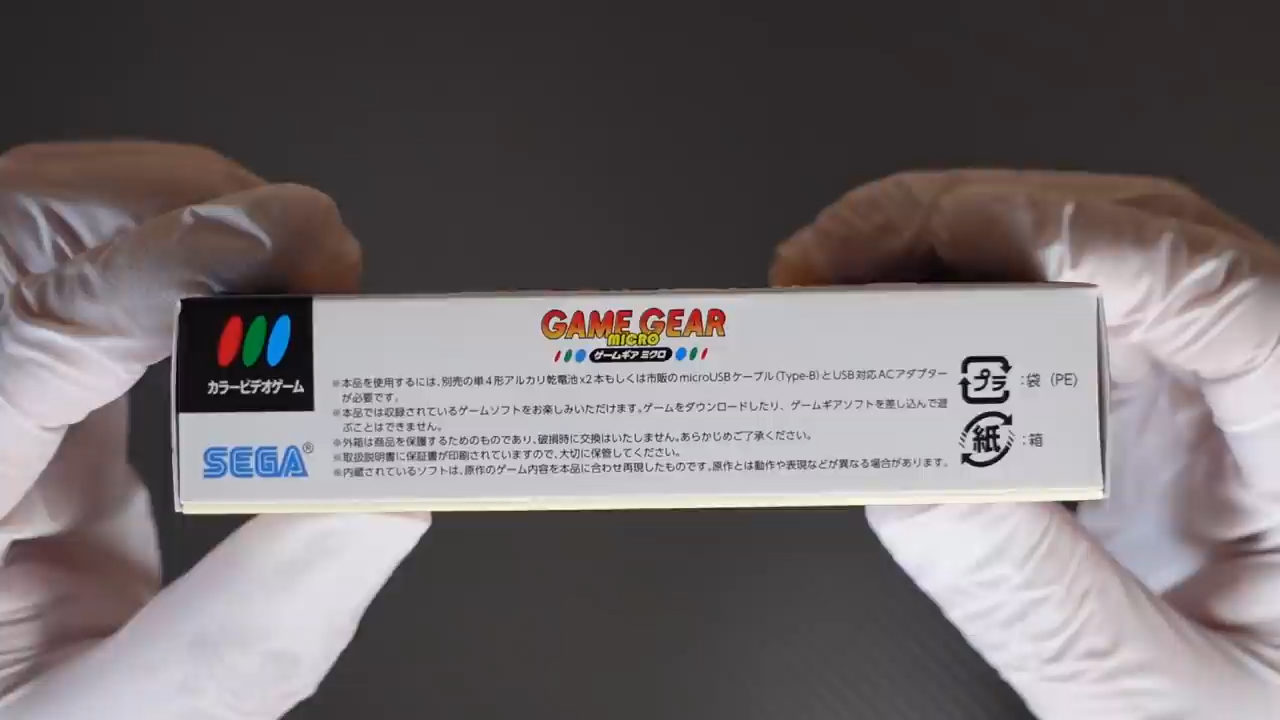 カラービデオゲーム
SEGA®
GAME GEAR
MICRO
ゲームギア ミクロ
※本品を使用するには、別売の単4形アルカリ乾電池x2本もしくは市販のmicroUSBケーブル(Type-B)とUSB対応ACアダプター
が必要です。
※本品では収録されているゲームソフトをお楽しみいただけます。ゲームをダウンロードしたり、ゲームギアソフトを差し込んで遊
ぶことはできません。
※外箱は商品を保護するためのものであり、破損時に交換はいたしません。あらかじめご了承ください。
※取扱説明書に保証書が印刷されていますので、大切に保管してください。
※内蔵されているソフトは、原作のゲーム内容を本品に合わせ再現したものです。原作とは動作や表現などが異なる場合があります。
プラ :袋 (PE)
紙 :箱